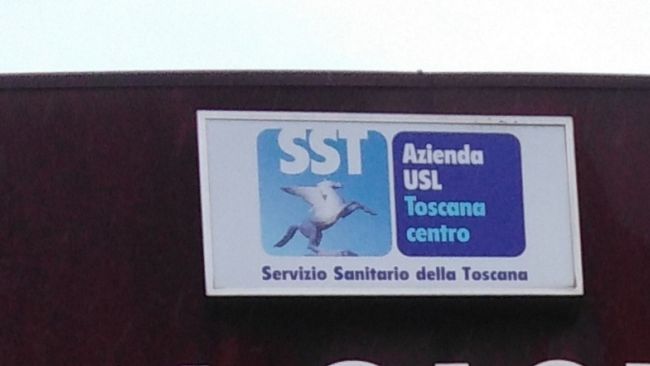 SST
Azienda
USL
Toscana
centro
Servizio Sanitario della Toscana